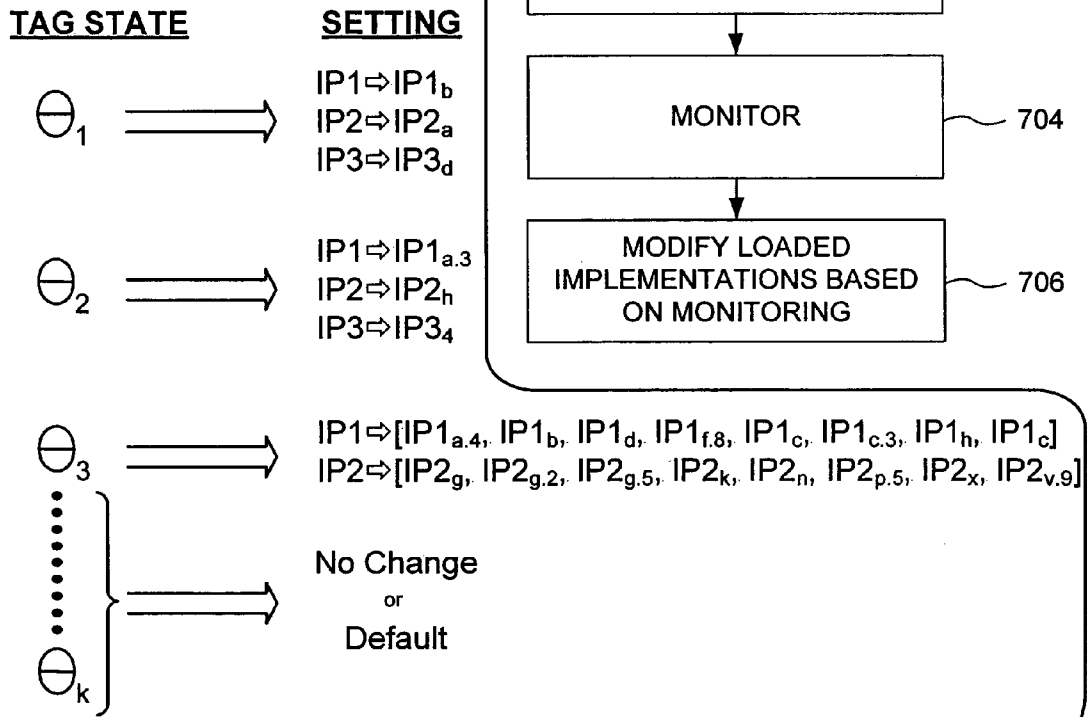 TAG STATE
SETTING
Θ1
IP1⇨IP1b
IP2⇨IP2a
IP3⇨IP3d
Θ2
IP1⇨IP1a.3
IP2⇨IP2h
IP3⇨IP34
Θ3
IP1⇨[IP1a.4, IP1b, IP1d, IP1f.8, IP1c, IP1c.3, IP1h, IP1c]
IP2⇨[IP2g, IP2g.2, IP2g.5, IP2k, IP2n, IP2p.5, IP2x, IP2v.9]
No Change
or
Default
Θk
MONITOR
704
MODIFY LOADED
IMPLEMENTATIONS BASED
ON MONITORING
706